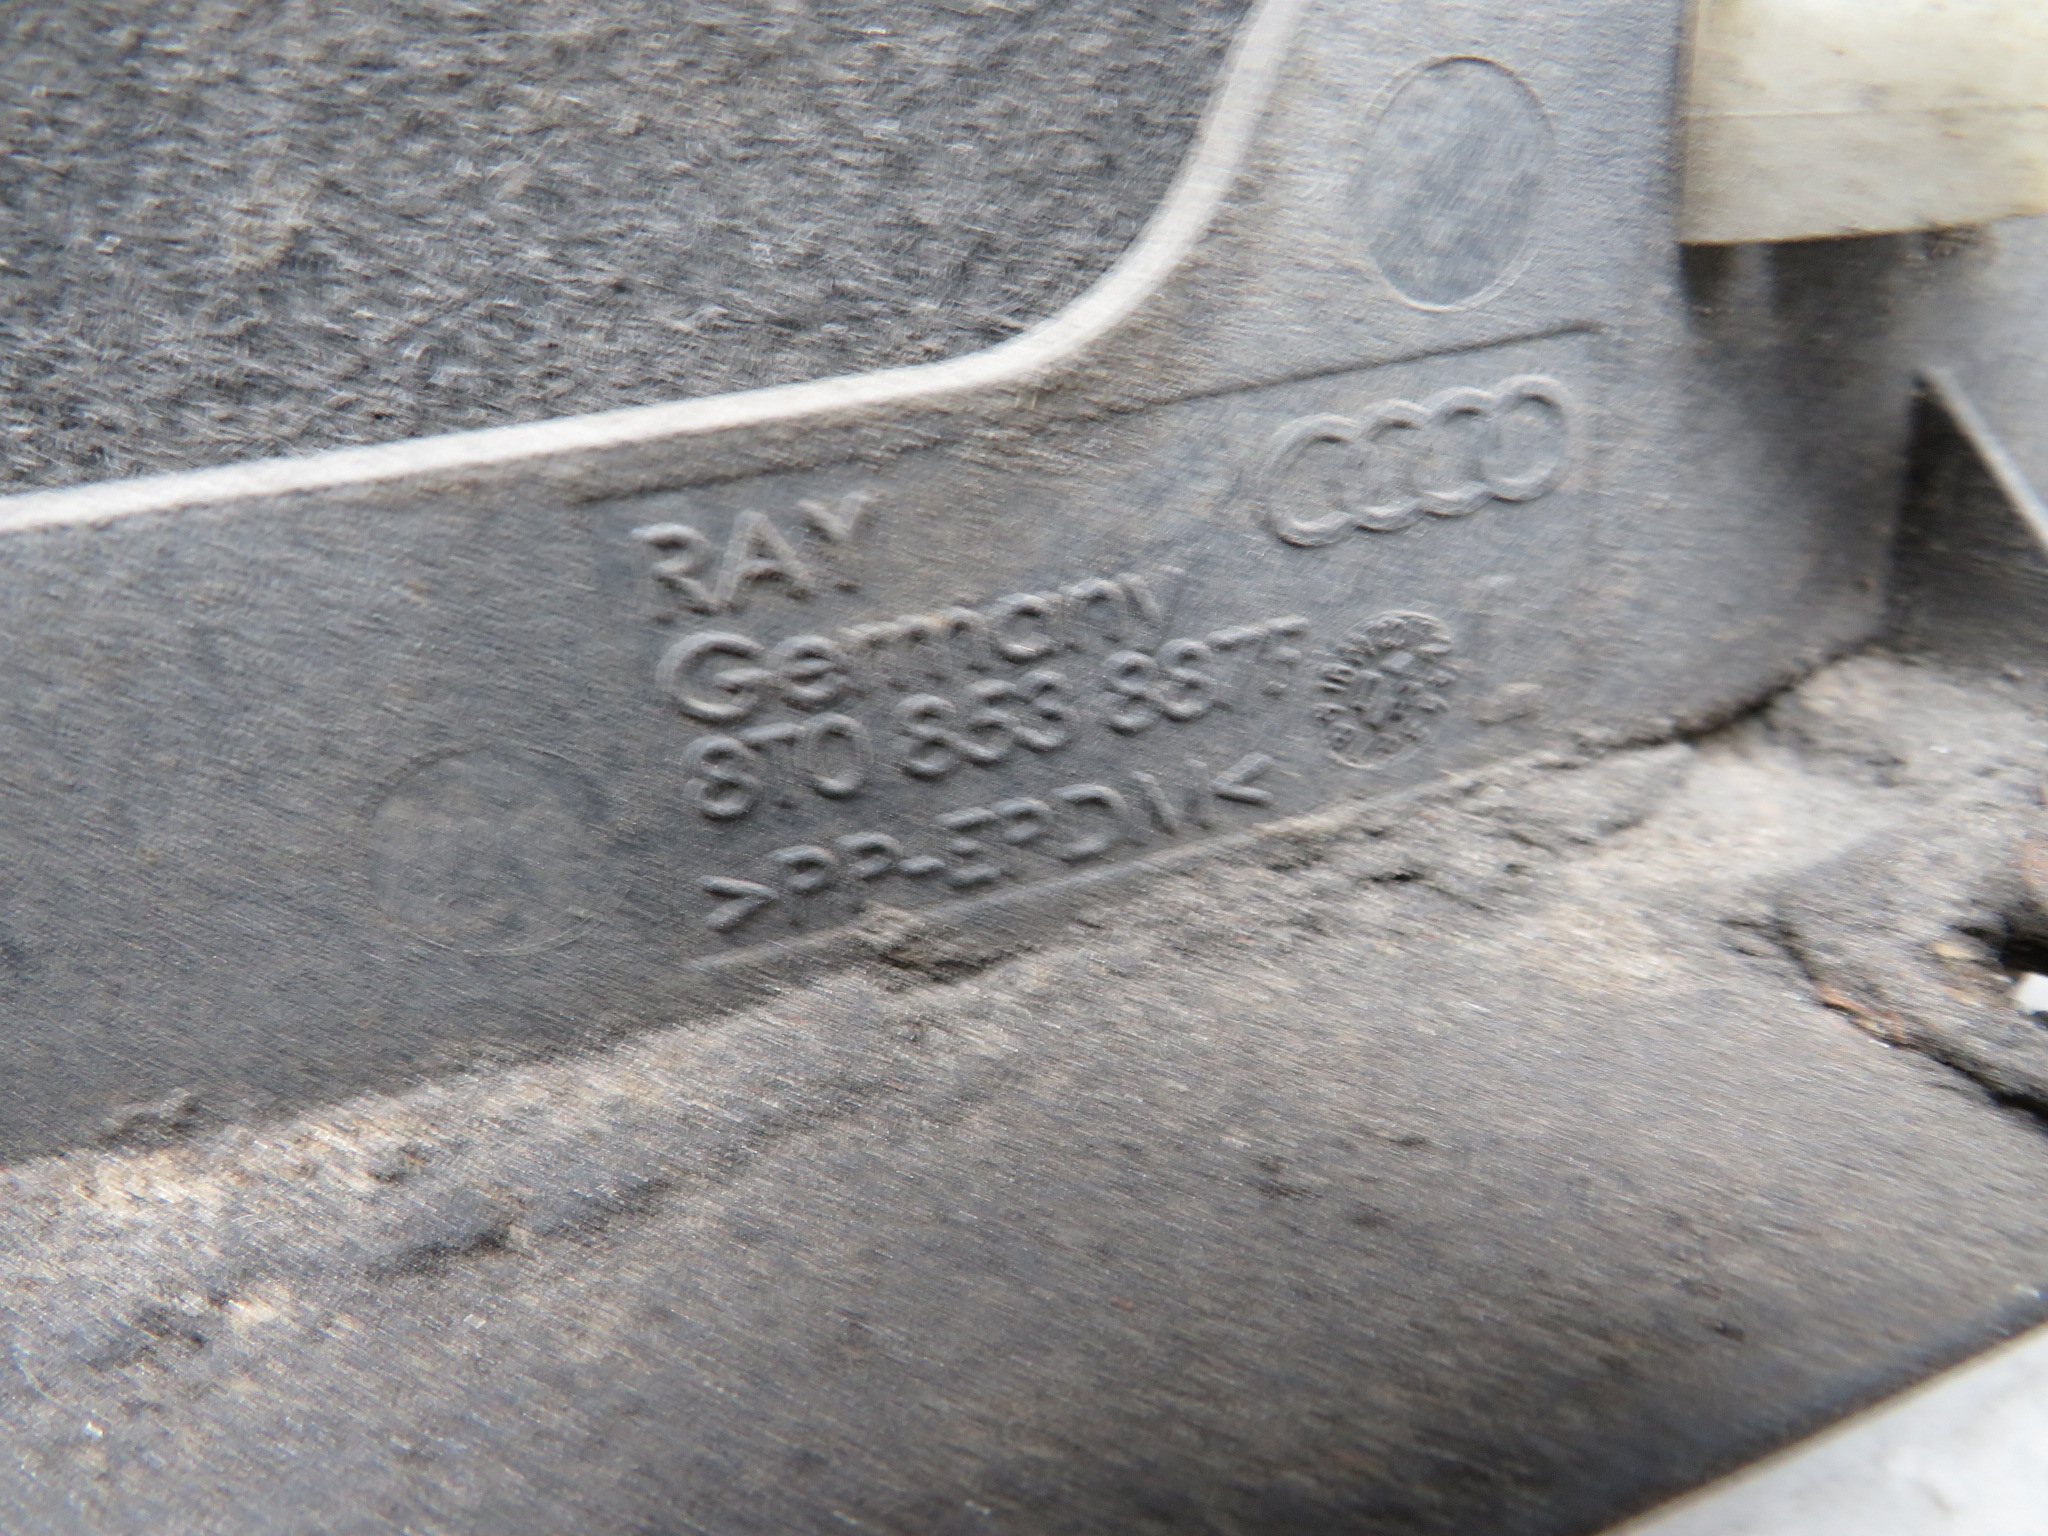 RAY
Germany
8T0 853 887
>PP-EPDM<